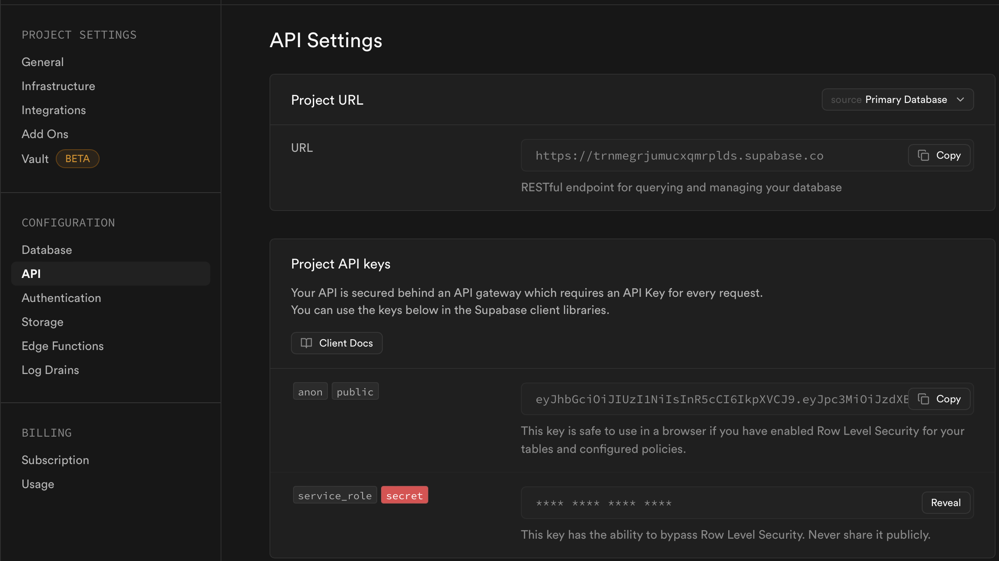 PROJECT SETTINGS
General
Infrastructure
Integrations
Add Ons
Vault BETA
CONFIGURATION
Database
API
Authentication
Storage
Edge Functions
Log Drains
BILLING
Subscription
Usage
API Settings
Project URL
source Primary Database
URL
https://trnmegrjumucxqmrplds.supabase.co
Copy
RESTful endpoint for querying and managing your database
Project API keys
Your API is secured behind an API gateway which requires an API Key for every request.
You can use the keys below in the Supabase client libraries.
Client Docs
anon public
eyJhbGciOiJIUzI1NiIsInR5cCI6IkpXVCJ9.eyJpc3MiOiJzdXB
Copy
This key is safe to use in a browser if you have enabled Row Level Security for your
tables and configured policies.
service_role secret
**** **** **** ****
Reveal
This key has the ability to bypass Row Level Security. Never share it publicly.